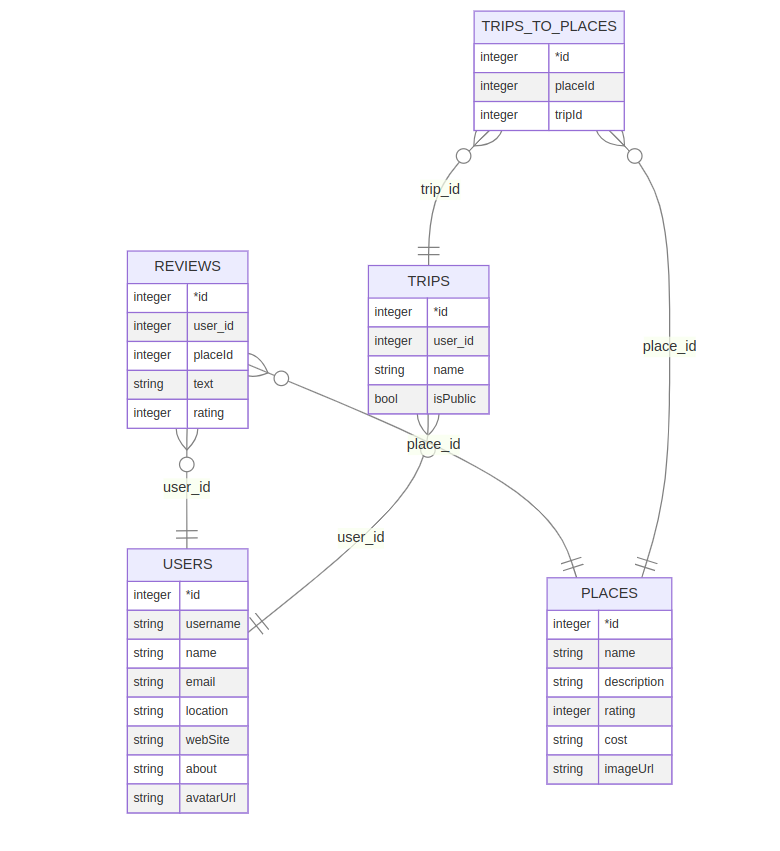 TRIPS_TO_PLACES
integer *id
integer placeId
integer tripId
trip_id
REVIEWS
integer *id
integer user_id
integer placeId
string text
integer rating
TRIPS
integer *id
integer user_id
string name
bool isPublic
place_id
place_id
user_id
user_id
USERS
integer *id
string username
string name
string email
string location
string webSite
string about
string avatarUrl
PLACES
integer *id
string name
string description
integer rating
string cost
string imageUrl